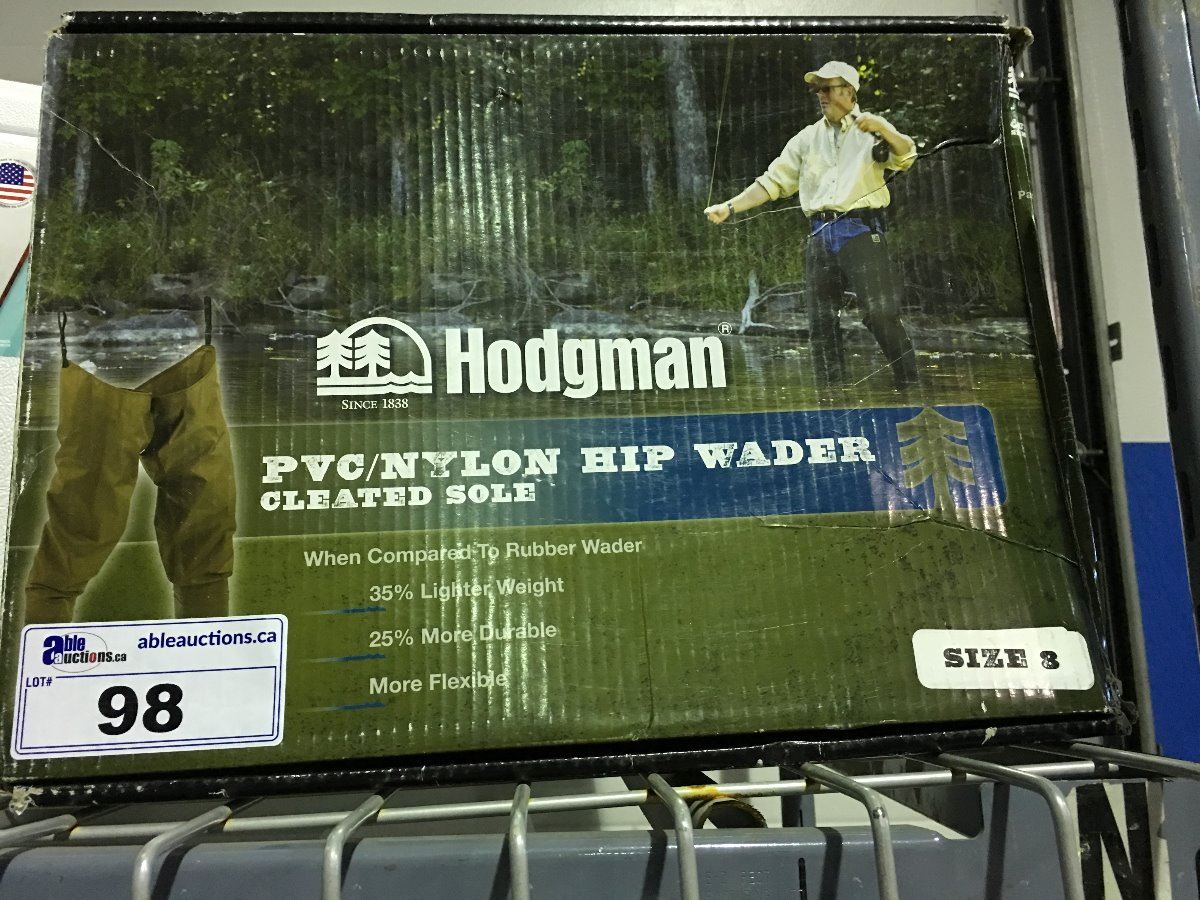 Hodgman®
SINCE 1838
PVC/NYLON HIP WADER
CLEATED SOLE
When Compared To Rubber Wader
35% Lighter Weight
25% More Durable
More Flexible
SIZE 8
able auctions.ca
ableauctions.ca
LOT#
98
Pa
N